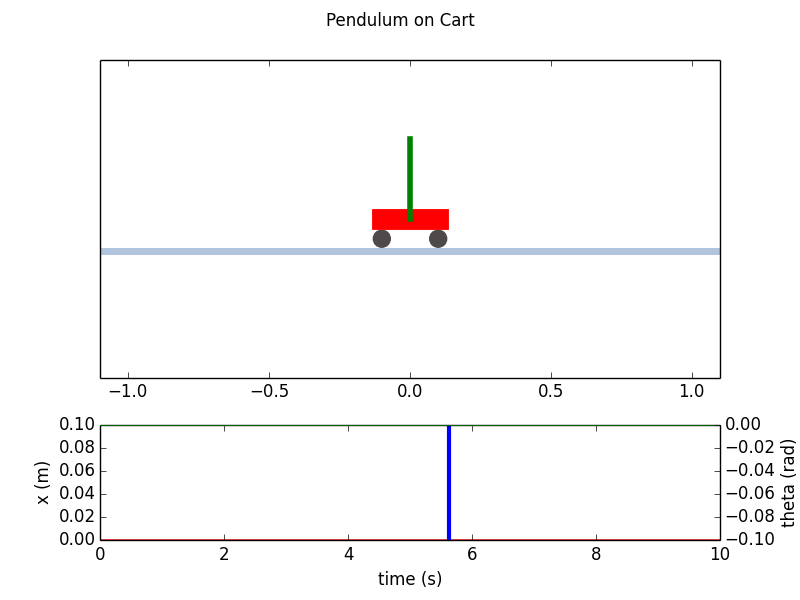 Pendulum on Cart
−1.0 −0.5 0.0 0.5 1.0
0.10 0.00
0.08 −0.02
0.06 −0.04
0.04 −0.06
0.02 −0.08
0.00 −0.10
x (m)
theta (rad)
0 2 4 6 8 10
time (s)